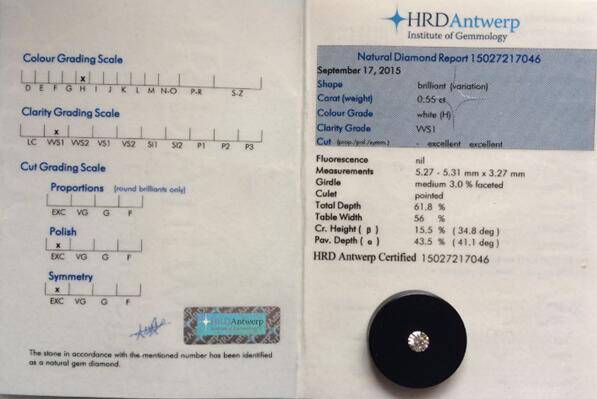 Colour Grading Scale
x
D E F G H I J K L M N-O P-R S-Z
Clarity Grading Scale
x
LC VVS1 VVS2 VS1 VS2 Si1 Si2 P1 P2 P3
Cut Grading Scale
Proportions (round brilliants only)
EXC VG G F
Polish
x
EXC VG G F
Symmetry
x
EXC VG G F
HRDAntwerp
Institute of Gemmology
The stone in accordance with the mentioned number has been identified
as a natural gem diamond.
HRDAntwerp
Institute of Gemmology
Natural Diamond Report 15027217046
September 17, 2015
Shape brilliant (variation)
Carat (weight) 0.55 ct
Colour Grade white (H)
Clarity Grade VVS1
Cut (prop./pol./symm.) - excellent excellent
Fluorescence nil
Measurements 5.27 - 5.31 mm x 3.27 mm
Girdle medium 3.0 % faceted
Culet pointed
Total Depth 61.8 %
Table Width 56 %
Cr. Height ( β ) 15.5 % ( 34.8 deg )
Pav. Depth ( α ) 43.5 % ( 41.1 deg )
HRD Antwerp Certified 15027217046